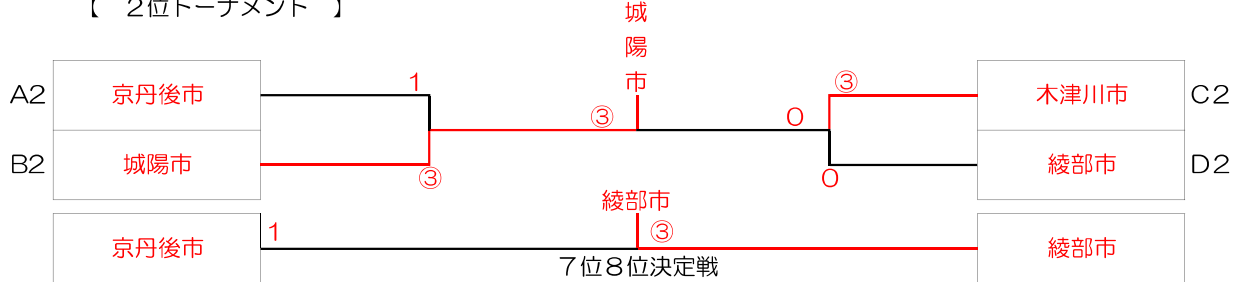 【 2位トーナメント 】
城陽市
A2 京丹後市 1 ③ 木津川市 C2
③ 0
B2 城陽市 ③ 0 綾部市 D2
綾部市
京丹後市 1 ③ 綾部市
7位8位決定戦